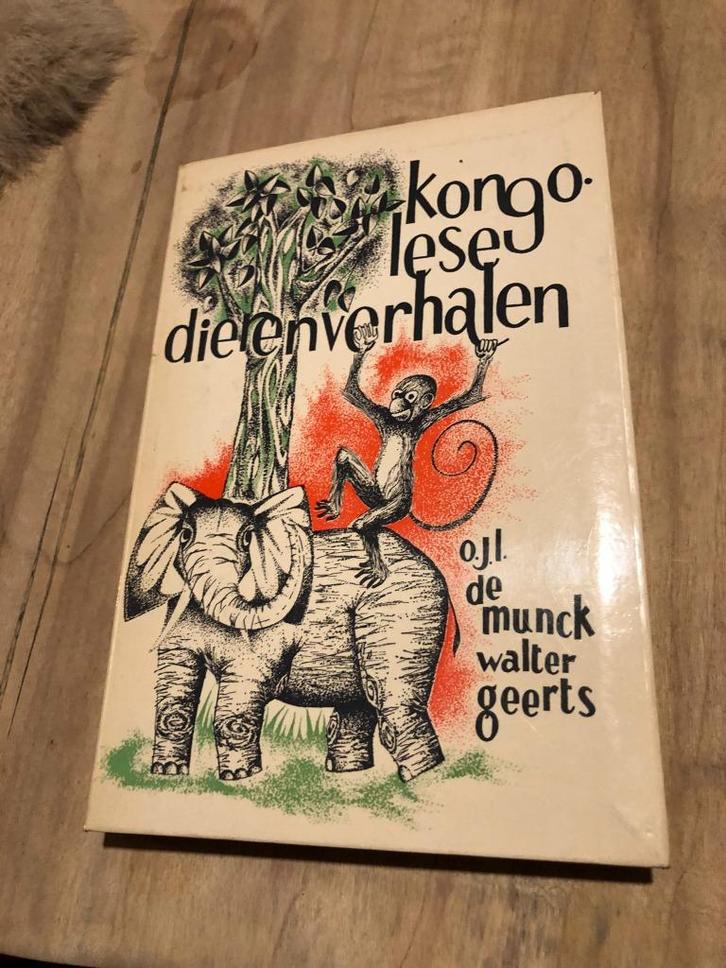 kongo-
lese
dierenverhalen
o.j.l.
de
munck
walter
geerts